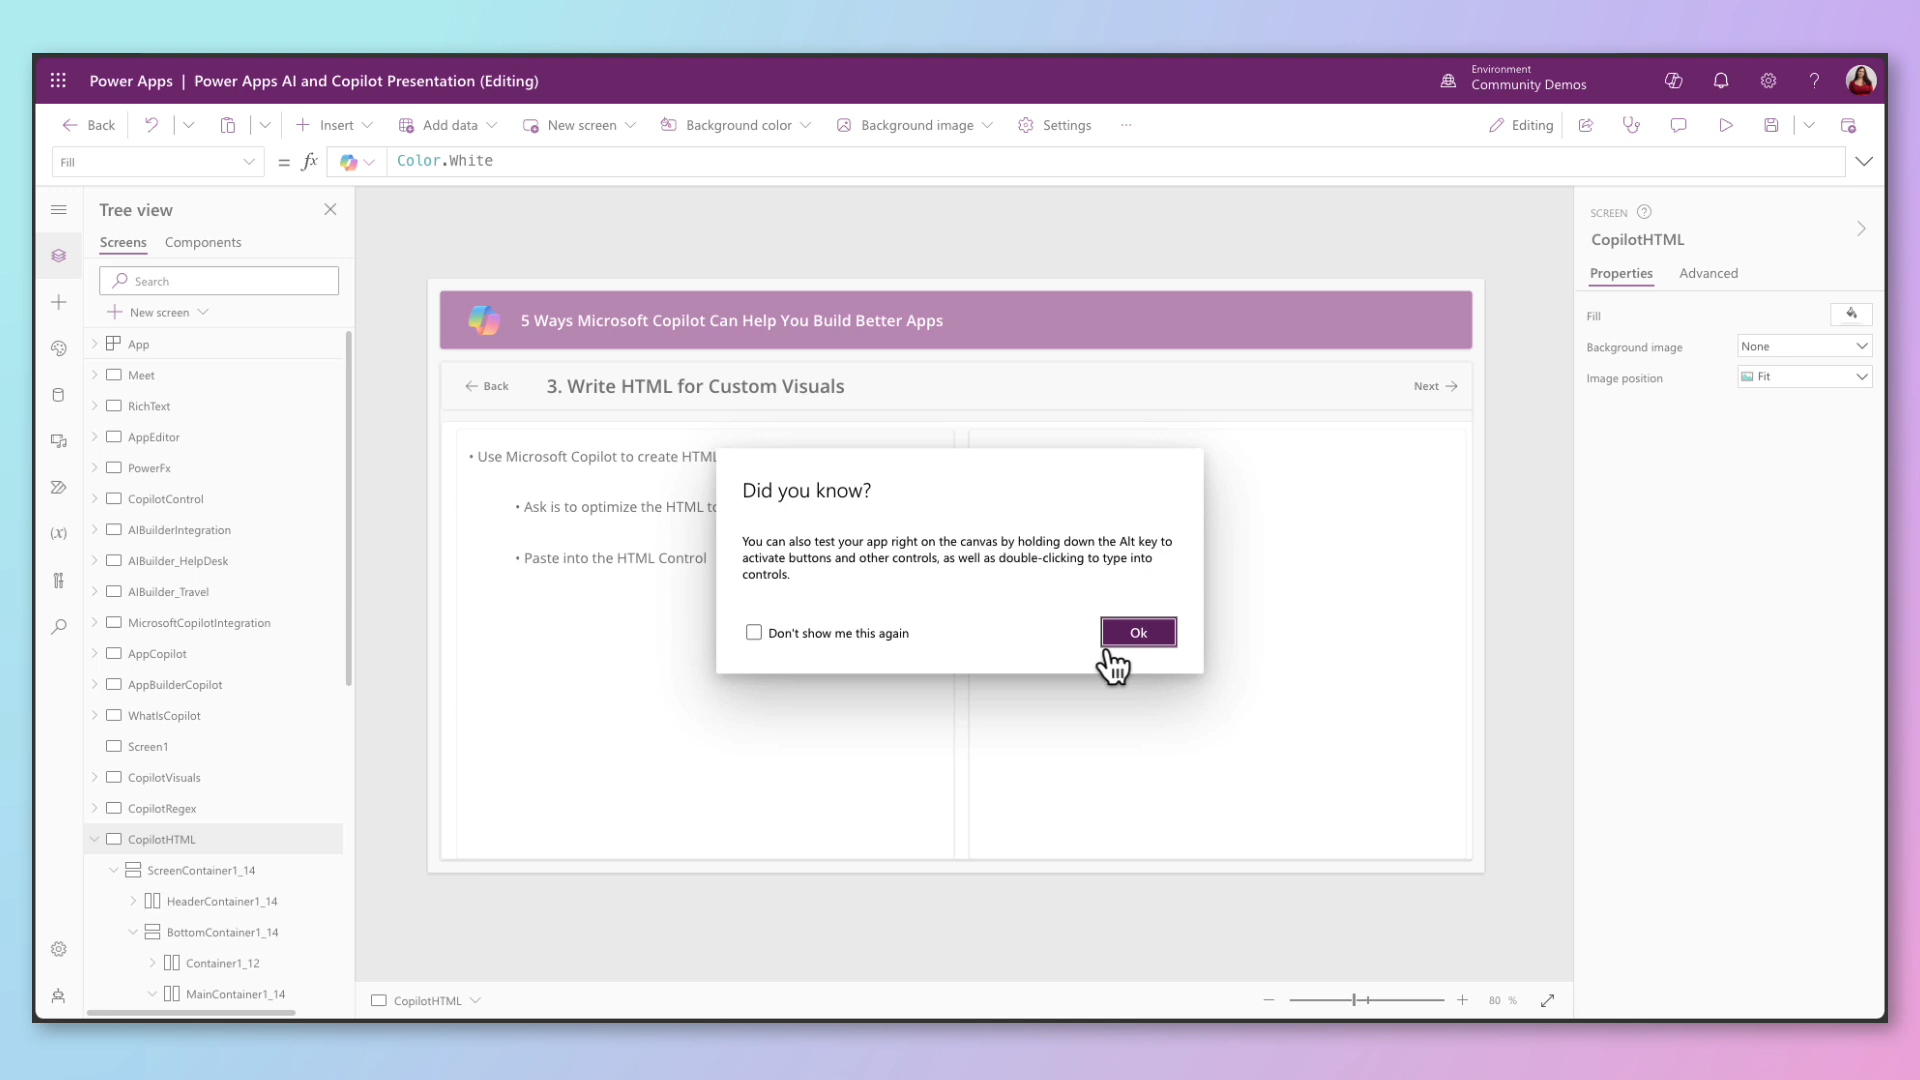 Power Apps | Power Apps AI and Copilot Presentation (Editing)
Environment
Community Demos
?
Back
Insert
Add data
New screen
Background color
Background image
Settings
...
Editing
Fill
= fx
Color.White
Tree view
Screens
Components
Search
New screen
App
Meet
RichText
AppEditor
PowerFx
CopilotControl
AIBuilderIntegration
AIBuilder_HelpDesk
AIBuilder_Travel
MicrosoftCopilotIntegration
AppCopilot
AppBuilderCopilot
WhatIsCopilot
Screen1
CopilotVisuals
CopilotRegex
CopilotHTML
ScreenContainer1_14
HeaderContainer1_14
BottomContainer1_14
Container1_12
MainContainer1_14
(x)
5 Ways Microsoft Copilot Can Help You Build Better Apps
Back
3. Write HTML for Custom Visuals
Next
• Use Microsoft Copilot to create HTML
• Ask is to optimize the HTML to
• Paste into the HTML Control
Did you know?
You can also test your app right on the canvas by holding down the Alt key to
activate buttons and other controls, as well as double-clicking to type into
controls.
Don't show me this again
Ok
CopilotHTML
80 %
SCREEN ?
CopilotHTML
Properties
Advanced
Fill
Background image
None
Image position
Fit